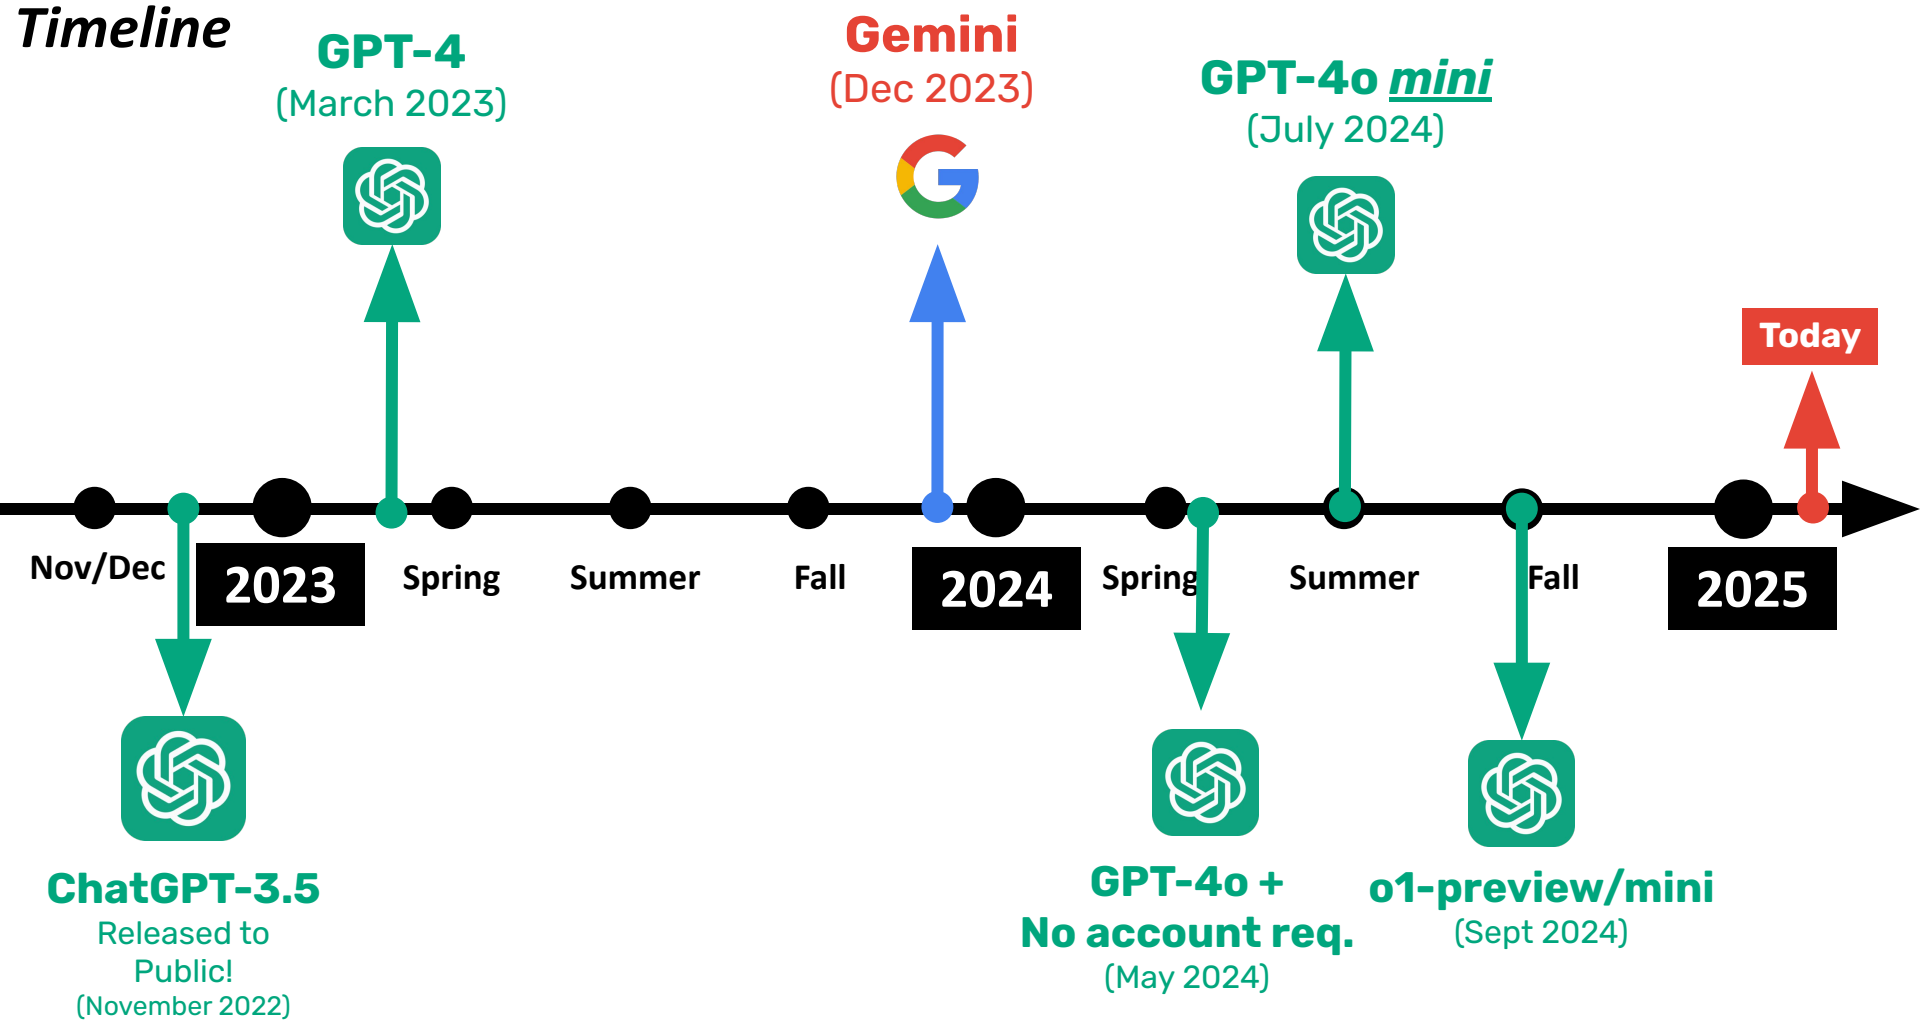 Timeline
GPT-4
(March 2023)
Gemini
(Dec 2023)
GPT-4o mini
(July 2024)
Today
Nov/Dec
2023
Spring
Summer
Fall
2024
Spring
Summer
Fall
2025
ChatGPT-3.5
Released to
Public!
(November 2022)
GPT-4o +
No account req.
(May 2024)
o1-preview/mini
(Sept 2024)